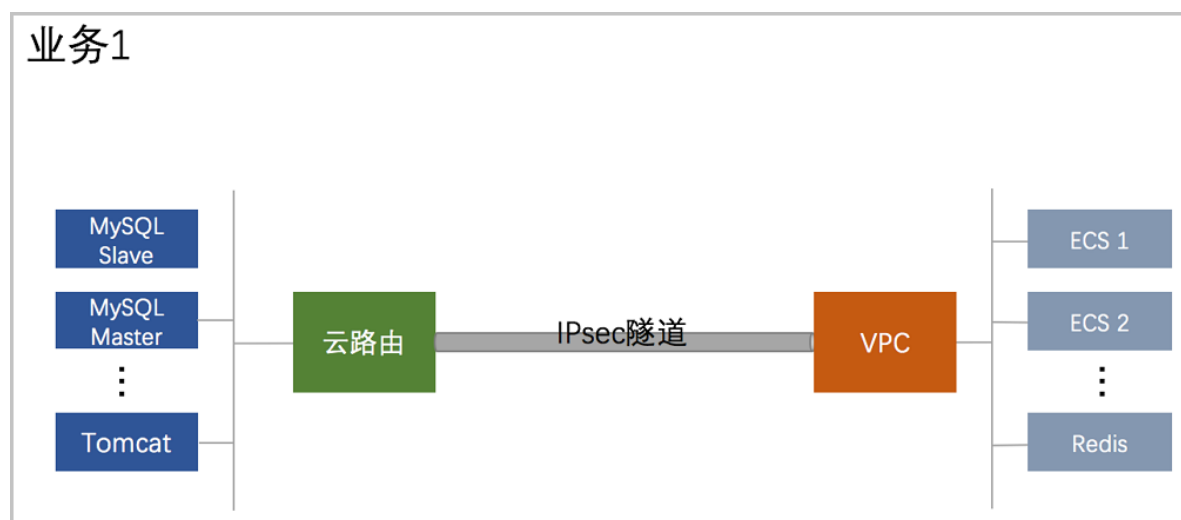 业务1
MySQL
Slave
MySQL
Master
⋮
Tomcat
云路由
IPsec隧道
VPC
ECS 1
ECS 2
⋮
Redis